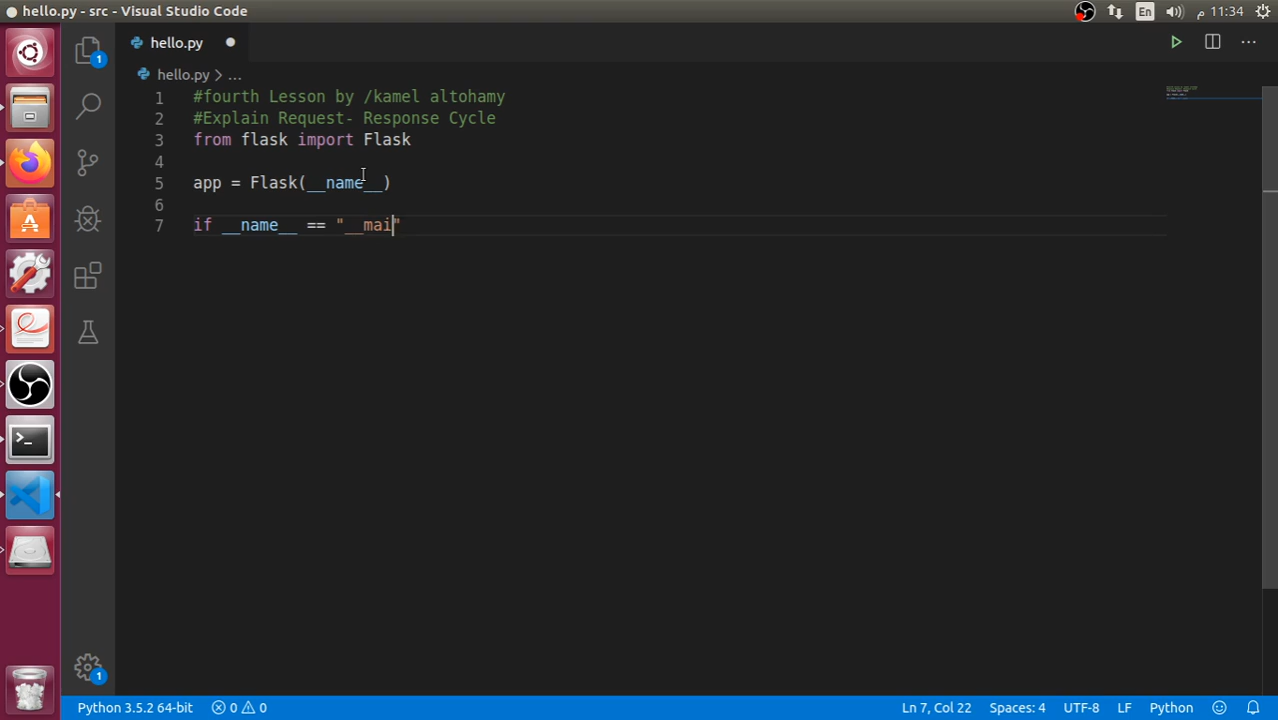 hello.py - src - Visual Studio Code
En
11:34 م
hello.py
hello.py > ...
1 #fourth Lesson by /kamel altohamy
2 #Explain Request- Response Cycle
3 from flask import Flask
4
5 app = Flask(__name__)
6
7 if __name__ == "__mai"
1
1
Python 3.5.2 64-bit 0 0 Ln 7, Col 22 Spaces: 4 UTF-8 LF Python